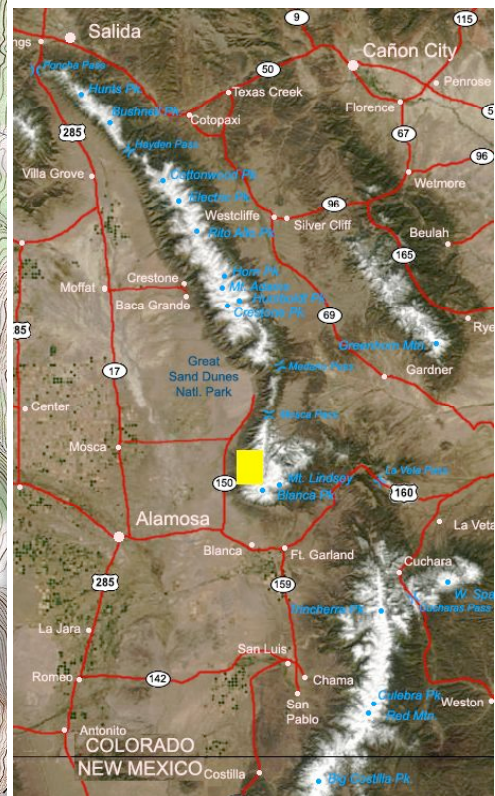 9
115
Salida
ngs
Cañon City
Poncha Pass
50
Penrose
Hunts Pk.
Texas Creek
Florence
5
Bushnell Pk.
Cotopaxi
67
285
Hayden Pass
96
Villa Grove
Cottonwood Pk.
Wetmore
Electric Pk.
96
Westcliffe
Silver Cliff
Rito Alto Pk.
Beulah
165
Crestone
Horn Pk.
Moffat
Mt. Adams
Baca Grande
Humboldt Pk.
Crestone Pk.
69
Rye
285
Greenhorn Mtn.
Great
Sand Dunes
Natl. Park
Medano Pass
17
Gardner
Center
Mosca Pass
Mosca
La Veta Pass
150
Mt. Lindsey
Blanca Pk.
160
Alamosa
La Veta
Blanca
Ft. Garland
Cuchara
285
159
W. Spa
Cucharas Pass
Trinchera Pk.
La Jara
San Luis
Romeo
142
Chama
Culebra Pk.
Weston
San
Pablo
Red Mtn.
Antonito
COLORADO
NEW MEXICO
Costilla
Big Costilla Pk.